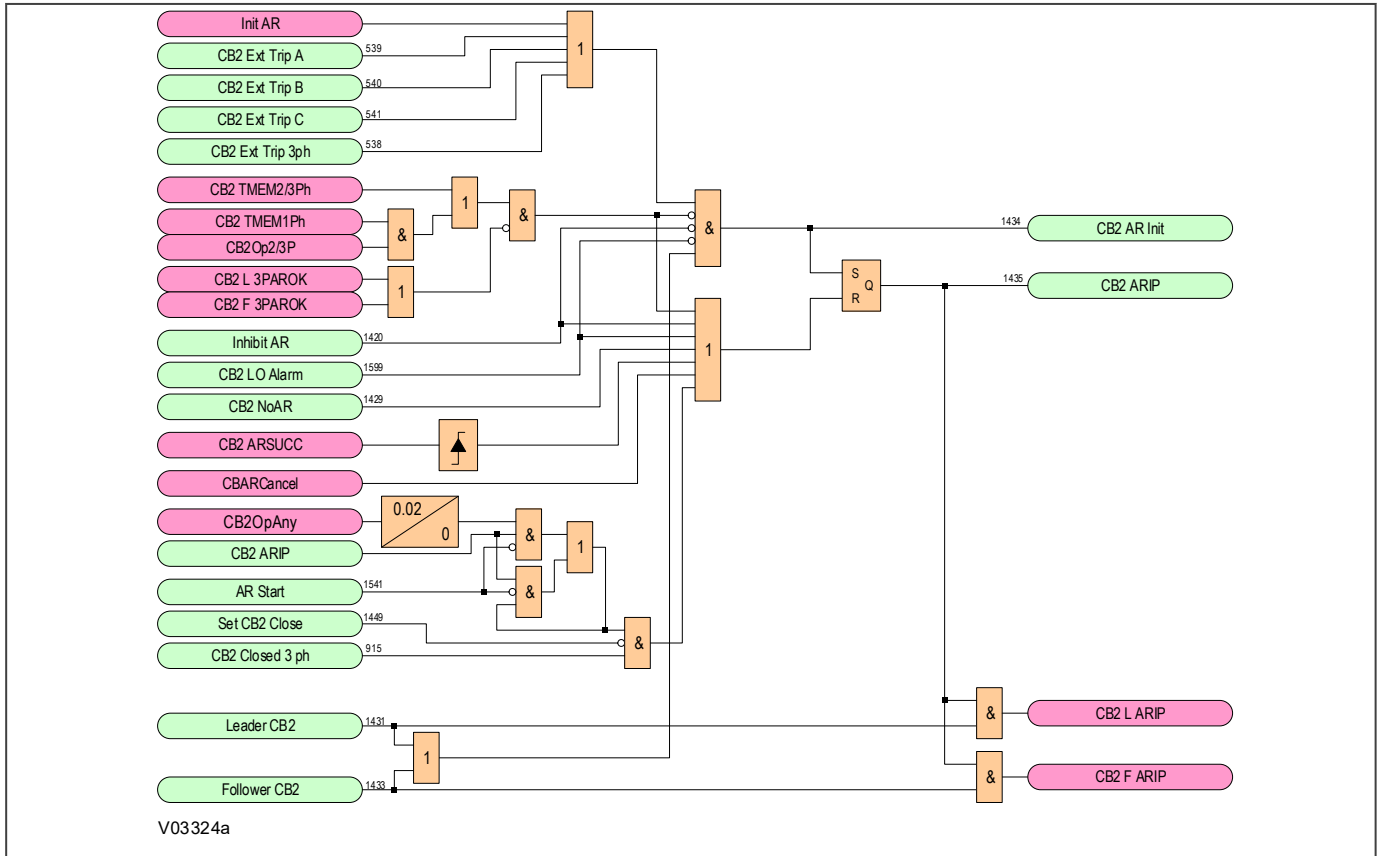 Init AR
1
CB2 Ext Trip A
539
CB2 Ext Trip B
540
CB2 Ext Trip C
541
CB2 Ext Trip 3ph
538
CB2 TMEM2/3Ph
1
&
CB2 TMEM1Ph
&
CB2Op2/3P
&
1434
CB2 AR Init
CB2 L 3PAROK
1
CB2 F 3PAROK
S
Q
R
1435
CB2 ARIP
Inhibit AR
1420
1
CB2 LO Alarm
1599
CB2 NoAR
1429
CB2 ARSUCC
CBARCancel
CB2OpAny
0.02
0
&
1
CB2 ARIP
AR Start
1541
&
Set CB2 Close
1449
&
CB2 Closed 3 ph
915
Leader CB2
1431
&
CB2 L ARIP
1
Follower CB2
1433
&
CB2 F ARIP
V03324a